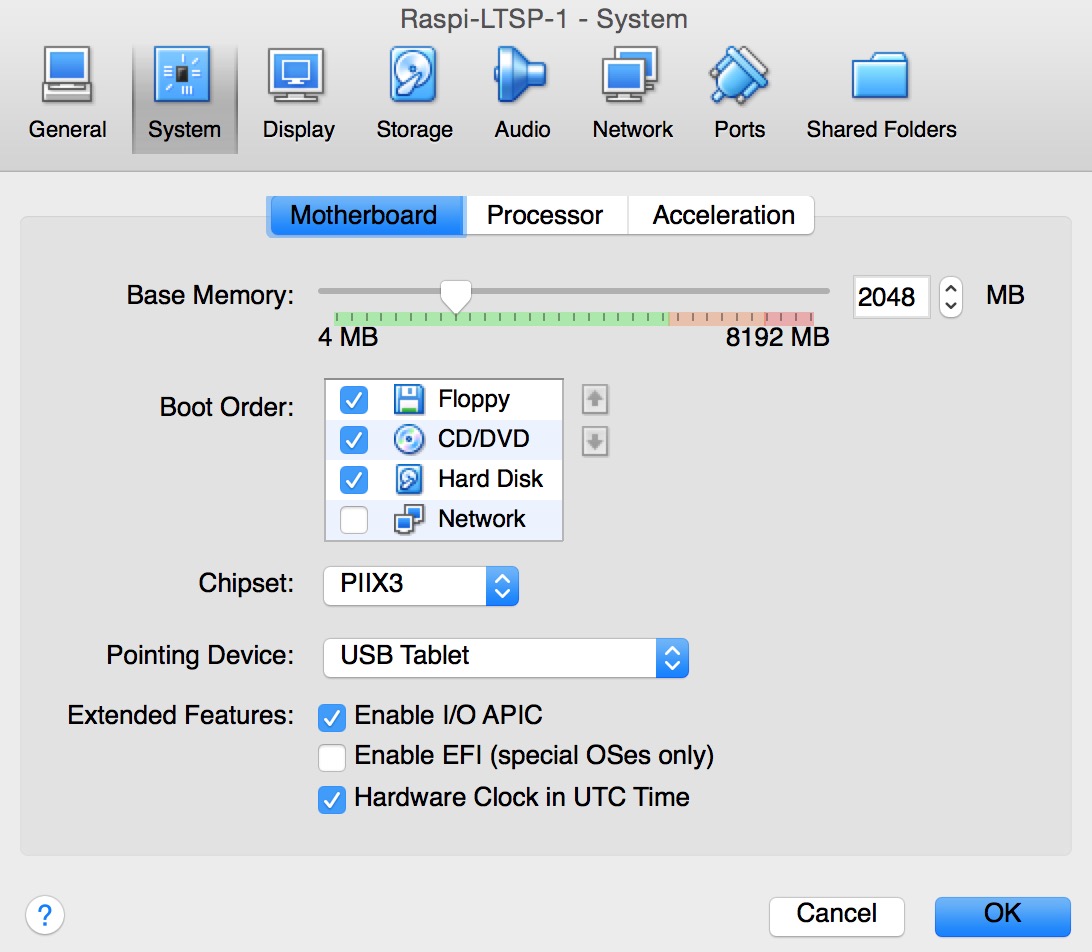 Raspi-LTSP-1 - System
General System Display Storage Audio Network Ports Shared Folders
Motherboard Processor Acceleration
Base Memory: 2048 MB
4 MB 8192 MB
Boot Order: Floppy
CD/DVD
Hard Disk
Network
Chipset: PIIX3
Pointing Device: USB Tablet
Extended Features: Enable I/O APIC
Enable EFI (special OSes only)
Hardware Clock in UTC Time
? Cancel OK